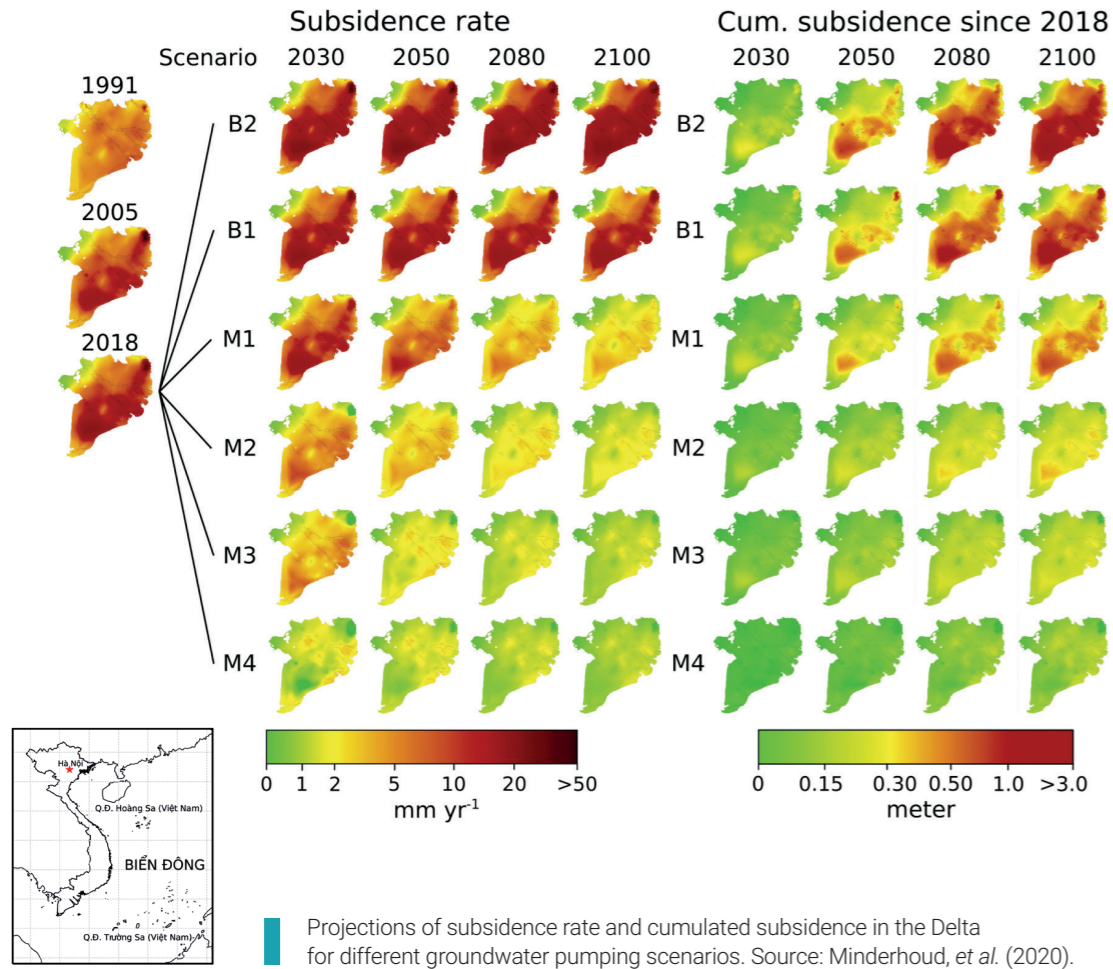 Subsidence rate
Cum. subsidence since 2018
Scenario 2030 2050 2080 2100 2030 2050 2080 2100
1991
2005
2018
B2 B2
B1 B1
M1 M1
M2 M2
M3 M3
M4 M4
0 1 2 5 10 20 >50
mm yr⁻¹
0 0.15 0.30 0.50 1.0 >3.0
meter
Hà Nội
Q.Đ. Hoàng Sa (Việt Nam)
BIỂN ĐÔNG
Q.Đ. Trường Sa (Việt Nam)
Projections of subsidence rate and cumulated subsidence in the Delta
for different groundwater pumping scenarios. Source: Minderhoud, et al. (2020).